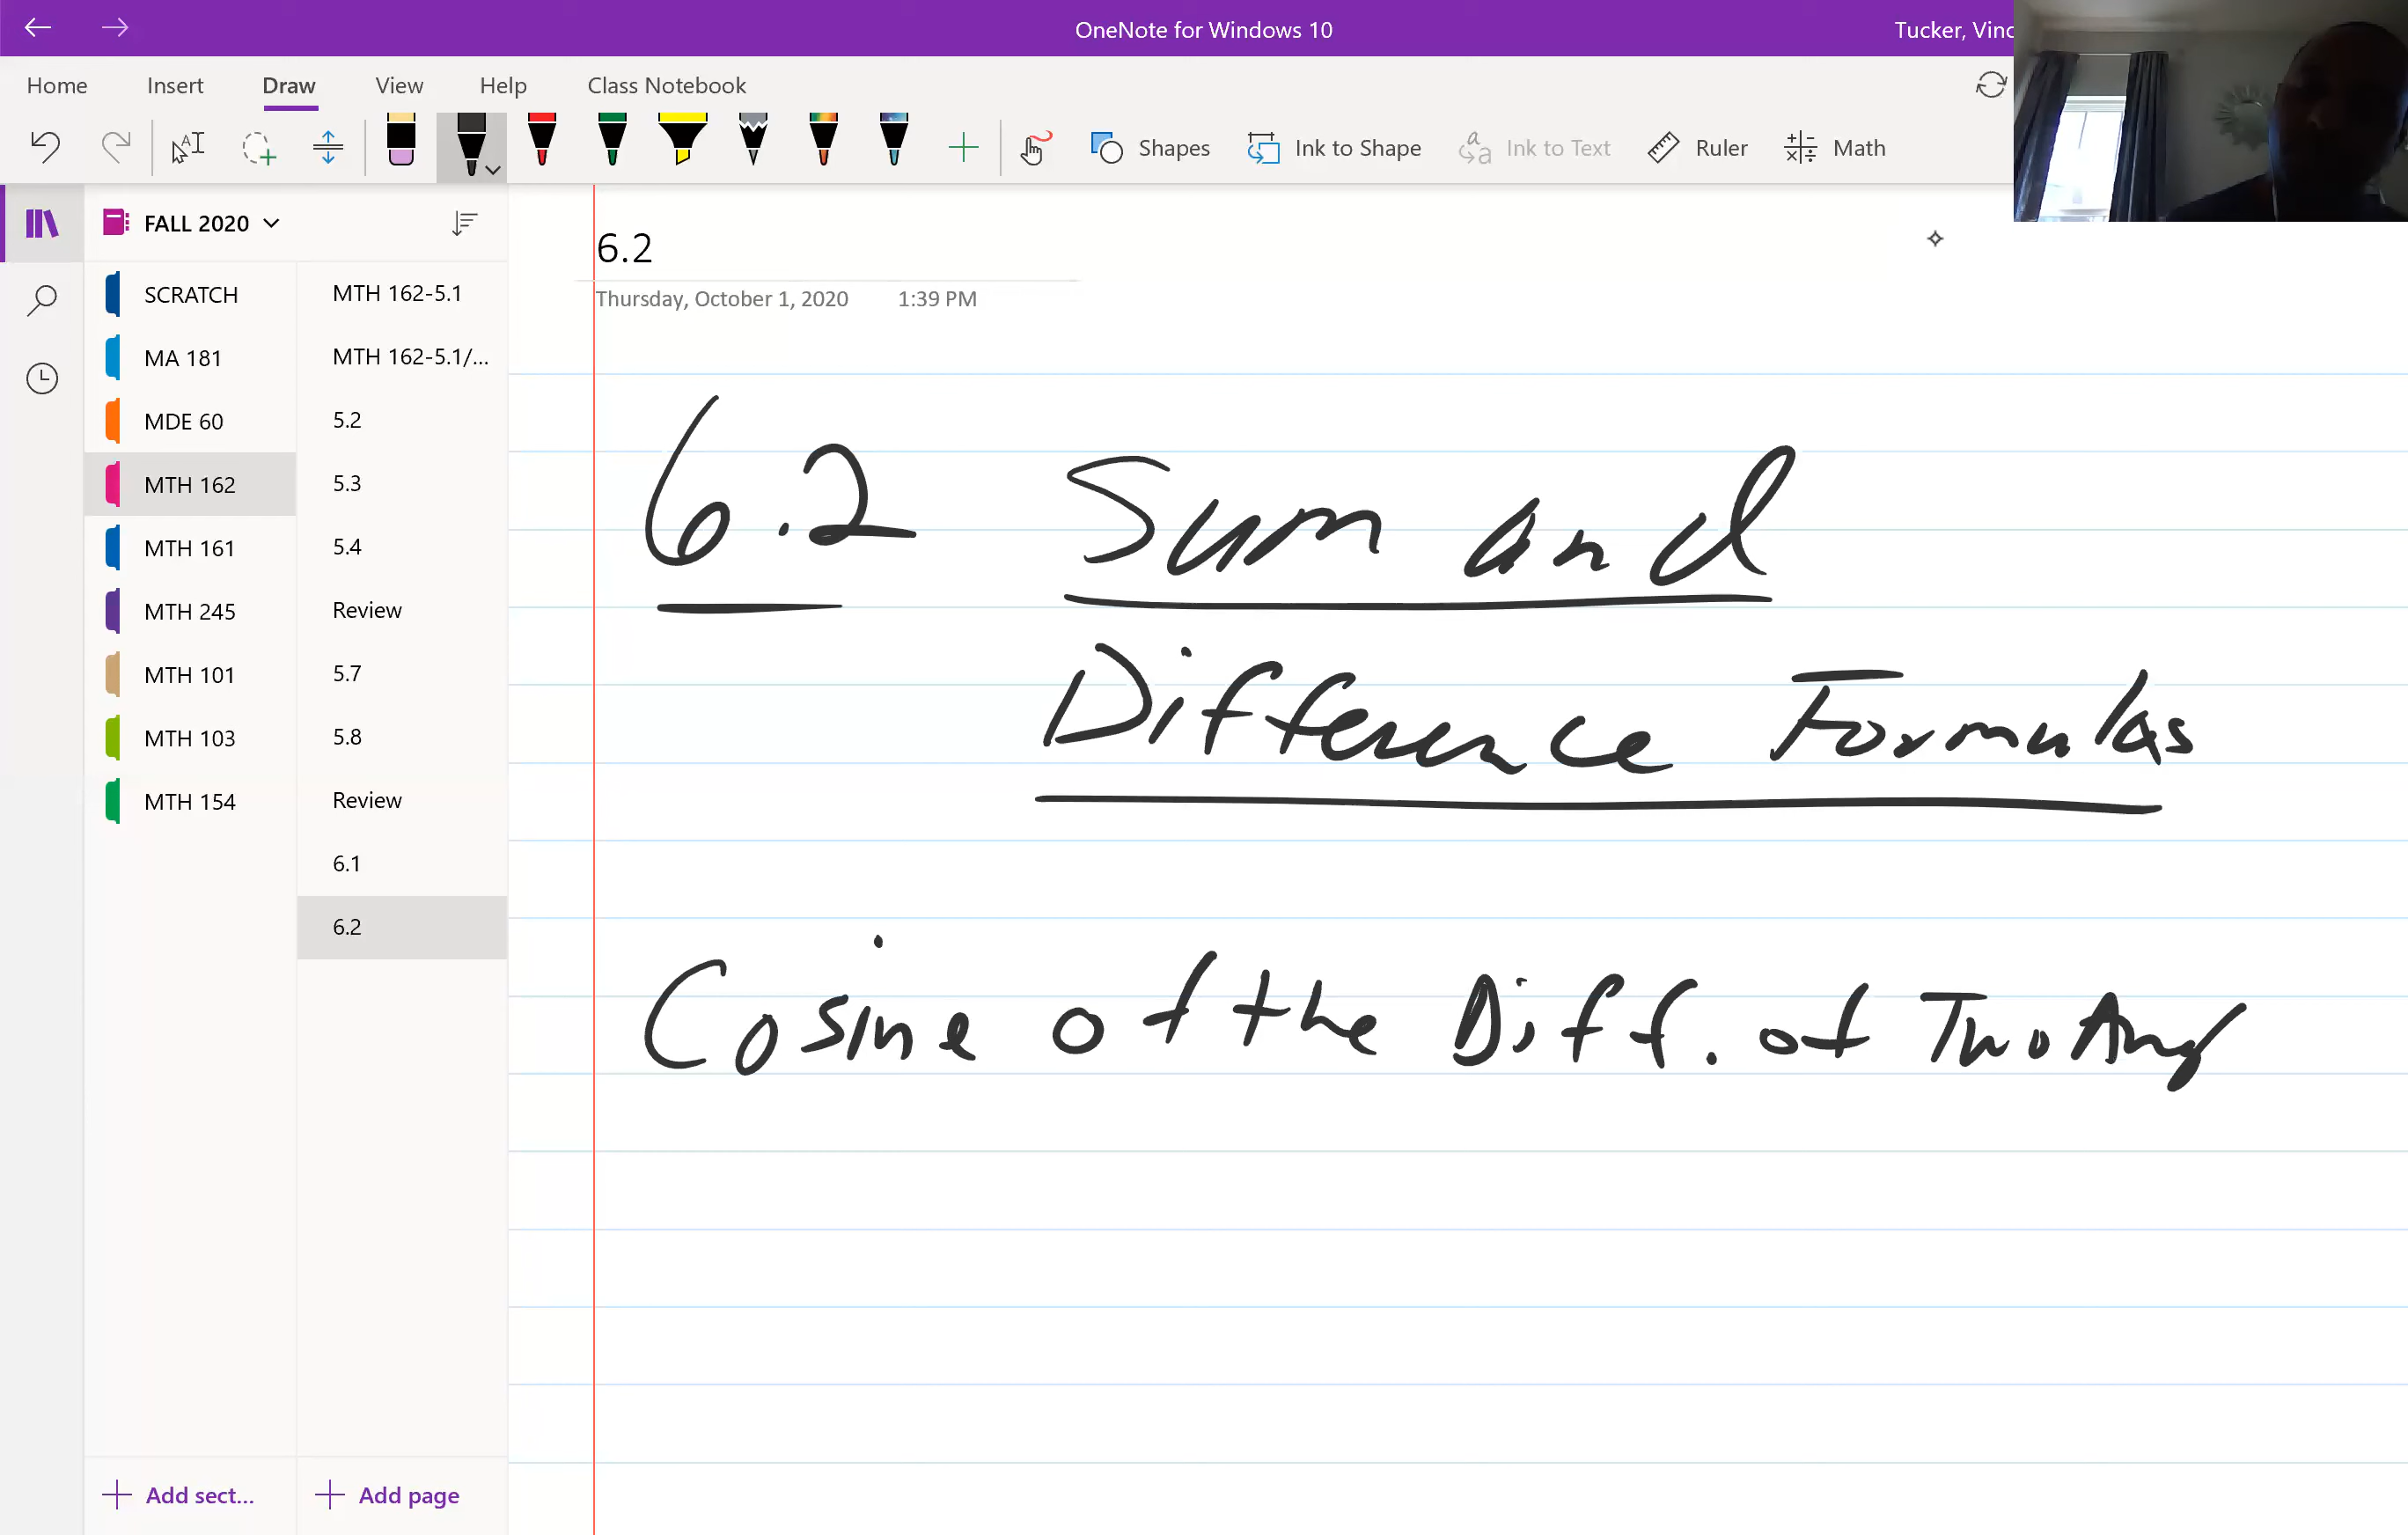 OneNote for Windows 10
Tucker, Vinc
Home Insert Draw View Help Class Notebook
Shapes Ink to Shape Ink to Text Ruler Math
FALL 2020
SCRATCH
MA 181
MDE 60
MTH 162
MTH 161
MTH 245
MTH 101
MTH 103
MTH 154
Add sect...
MTH 162-5.1
MTH 162-5.1/...
5.2
5.3
5.4
Review
5.7
5.8
Review
6.1
6.2
Add page
6.2
Thursday, October 1, 2020 1:39 PM
6.2 Sum and
Difference Formulas
Cosine of the Diff. of Two Ang